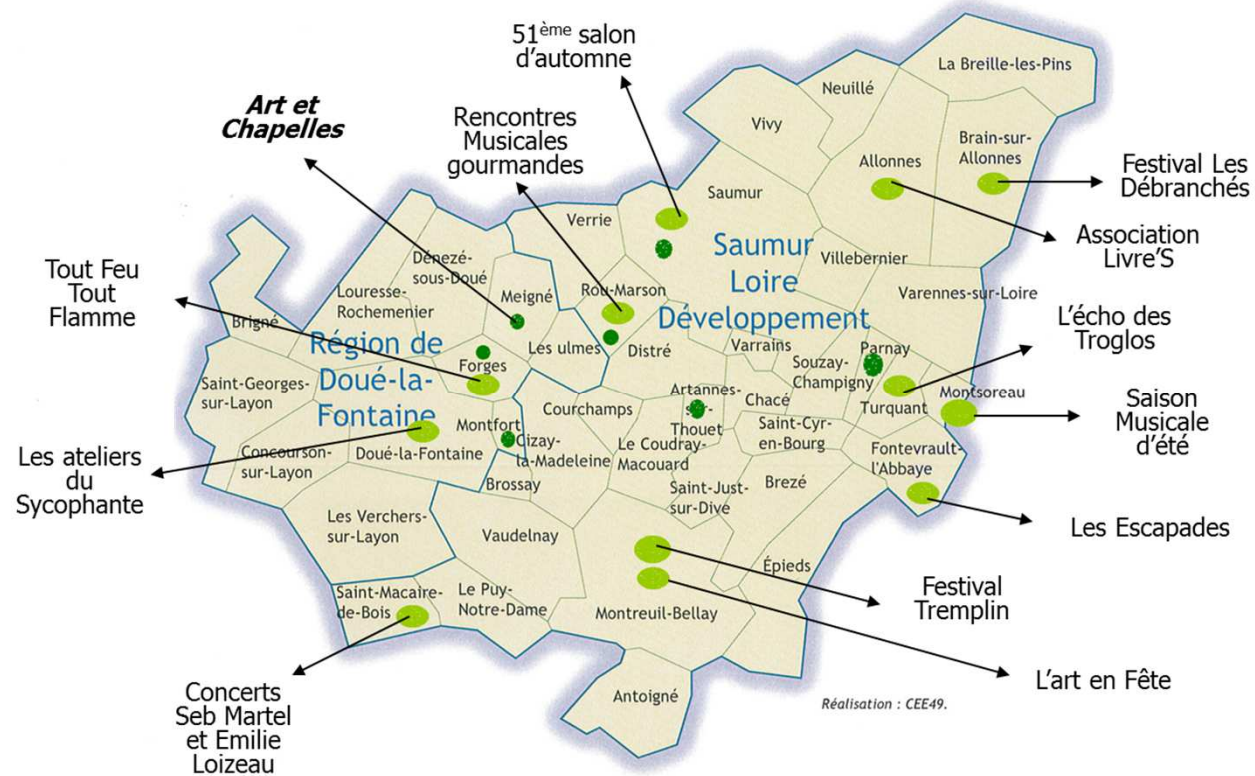 51ème salon
d'automne
La Breille-les-Pins
Neuillé
Art et
Chapelles
Rencontres
Musicales
gourmandes
Vivy
Brain-sur-
Allonnes
Allonnes
Festival Les
Débranchés
Saumur
Verrie
Association
Livre'S
Saumur
Loire
Développement
Villebernier
Dénezé-
sous-Doué
Tout Feu
Tout
Flamme
Louresse-
Rochemenier
Meigné
Rou-Marson
Varennes-sur-Loire
L'écho des
Troglos
Brigné
Région de
Doué-la-
Fontaine
Les ulmes
Distré
Varrains
Parnay
Souzay-
Champigny
Forges
Saint-Georges-
sur-Layon
Artannes-
sur-
Thouet
Chacé
Turquant
Montsoreau
Saison
Musicale
d'été
Courchamps
Montfort
Cizay-
la-Madeleine
Le Coudray-
Macouard
Saint-Cyr-
en-Bourg
Fontevrault-
l'Abbaye
Les ateliers
du
Sycophante
Concourson-
sur-Layon
Doué-la-Fontaine
Brossay
Saint-Just-
sur-Dive
Brezé
Les Escapades
Les Verchers-
sur-Layon
Vaudelnay
Épieds
Saint-Macaire-
de-Bois
Le Puy-
Notre-Dame
Montreuil-Bellay
Festival
Tremplin
L'art en Fête
Antoigné
Réalisation : CEE49.
Concerts
Seb Martel
et Emilie
Loizeau